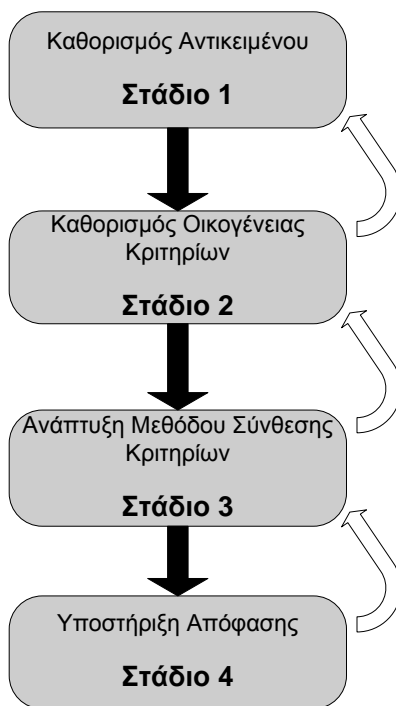 Καθορισμός Αντικειμένου
Στάδιο 1
Καθορισμός Οικογένειας
Κριτηρίων
Στάδιο 2
Ανάπτυξη Μεθόδου Σύνθεσης
Κριτηρίων
Στάδιο 3
Υποστήριξη Απόφασης
Στάδιο 4